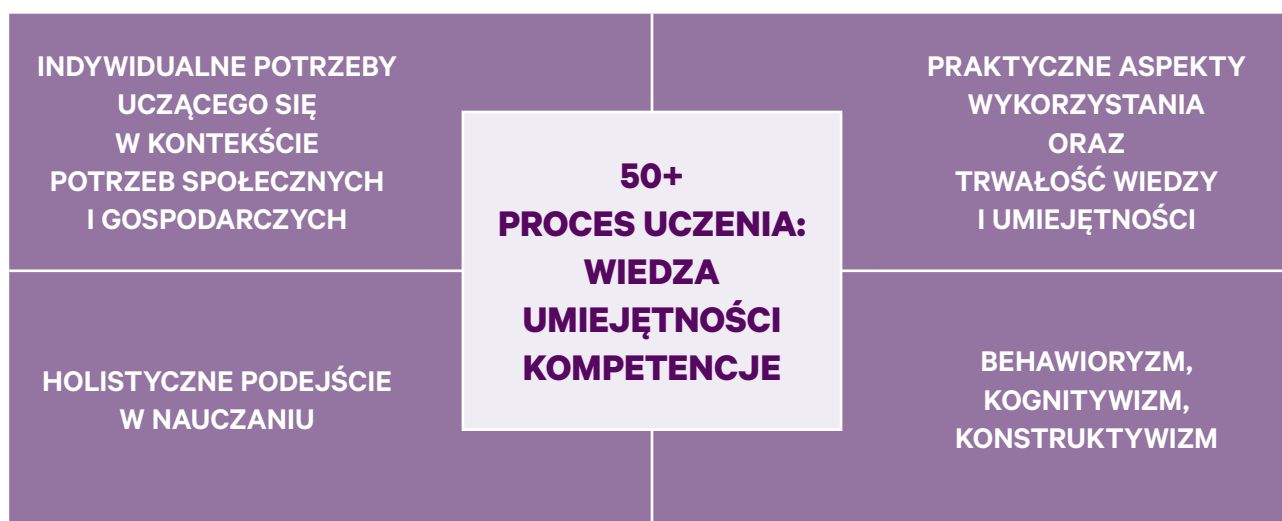 INDYWIDUALNE POTRZEBY
UCZĄCEGO SIĘ
W KONTEKŚCIE
POTRZEB SPOŁECZNYCH
I GOSPODARCZYCH
PRAKTYCZNE ASPEKTY
WYKORZYSTANIA
ORAZ
TRWAŁOŚĆ WIEDZY
I UMIEJĘTNOŚCI
50+
PROCES UCZENIA:
WIEDZA
UMIEJĘTNOŚCI
KOMPETENCJE
HOLISTYCZNE PODEJŚCIE
W NAUCZANIU
BEHAWIORYZM,
KOGNITYWIZM,
KONSTRUKTYWIZM